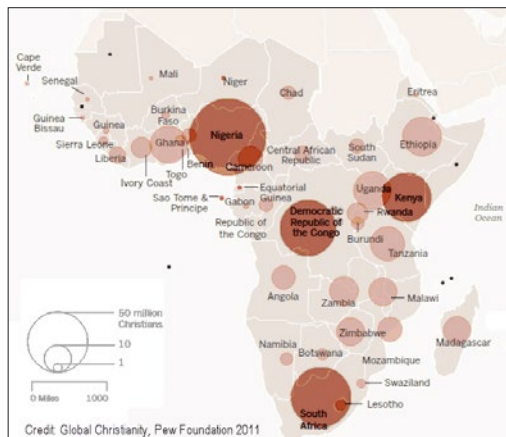 Cape
Verde
Senegal
Mali
Niger
Chad
Eritrea
Guinea
Bissau
Guinea
Burkina
Faso
Nigeria
Ethiopia
Sierra Leone
Liberia
Ghana
Benin
Togo
Ivory Coast
Cameroon
Central African
Republic
South
Sudan
Sao Tome &
Principe
Equatorial
Guinea
Gabon
Republic of
the Congo
Democratic
Republic of
the Congo
Uganda
Kenya
Rwanda
Burundi
Tanzania
Indian
Ocean
Angola
Zambia
Malawi
Zimbabwe
Mozambique
Madagascar
Namibia
Botswana
Swaziland
South
Africa
Lesotho
50 million
Christians
10
1
0 Miles 1000
Credit: Global Christianity, Pew Foundation 2011